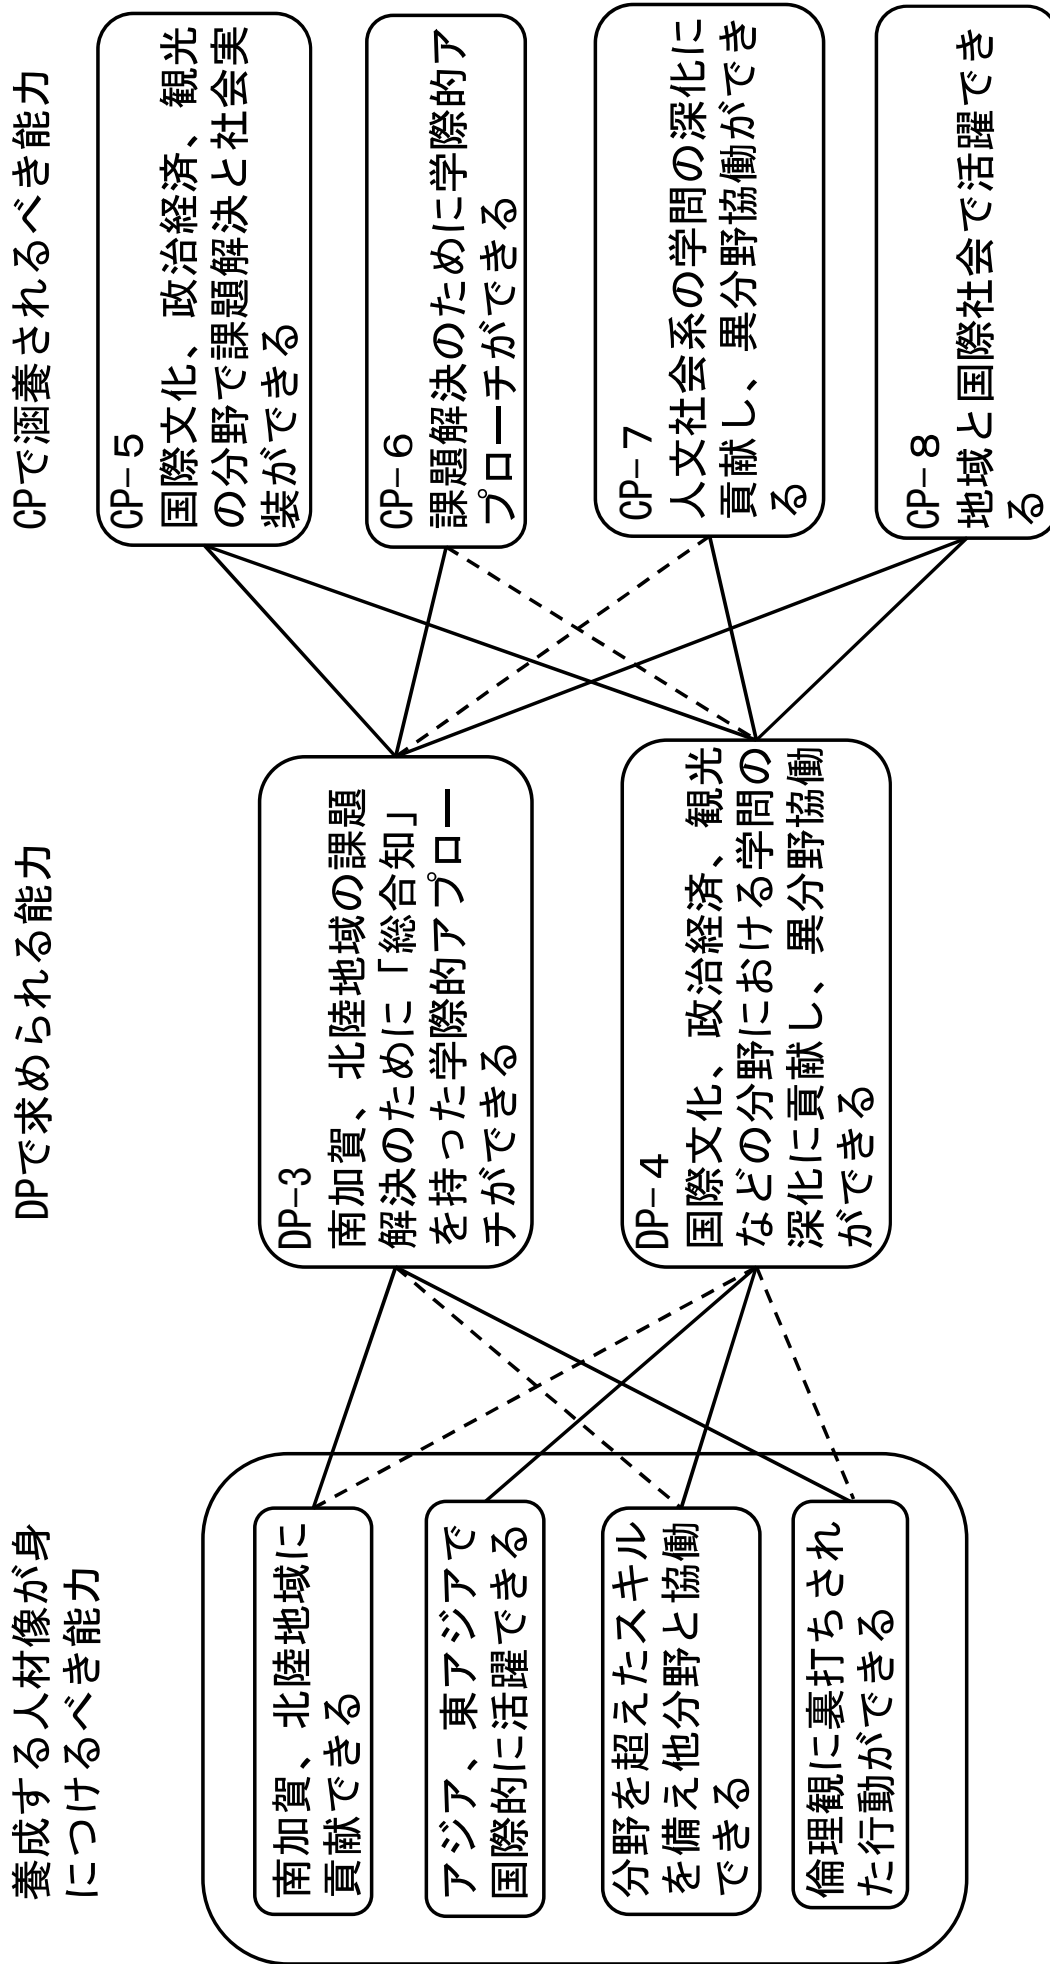 養成する人材像が身
につけるべき能力
南加賀、北陸地域に
貢献できる
アジア、東アジアで
国際的に活躍できる
分野を超えたスキル
を備え他分野と協働
できる
倫理観に裏打ちされ
た行動ができる
DPで求められる能力
DP-3
南加賀、北陸地域の課題
解決のために「総合知」
を持った学際的アプロー
チができる
DP-4
国際文化、政治経済、観光
などの分野における学問の
深化に貢献し、異分野協働
ができる
CPで涵養されるべき能力
CP-5
国際文化、政治経済、観光
の分野で課題解決と社会実
装ができる
CP-6
課題解決のために学際的ア
プローチができる
CP-7
人文社会系の学問の深化に
貢献し、異分野協働ができ
る
CP-8
地域と国際社会で活躍でき
る